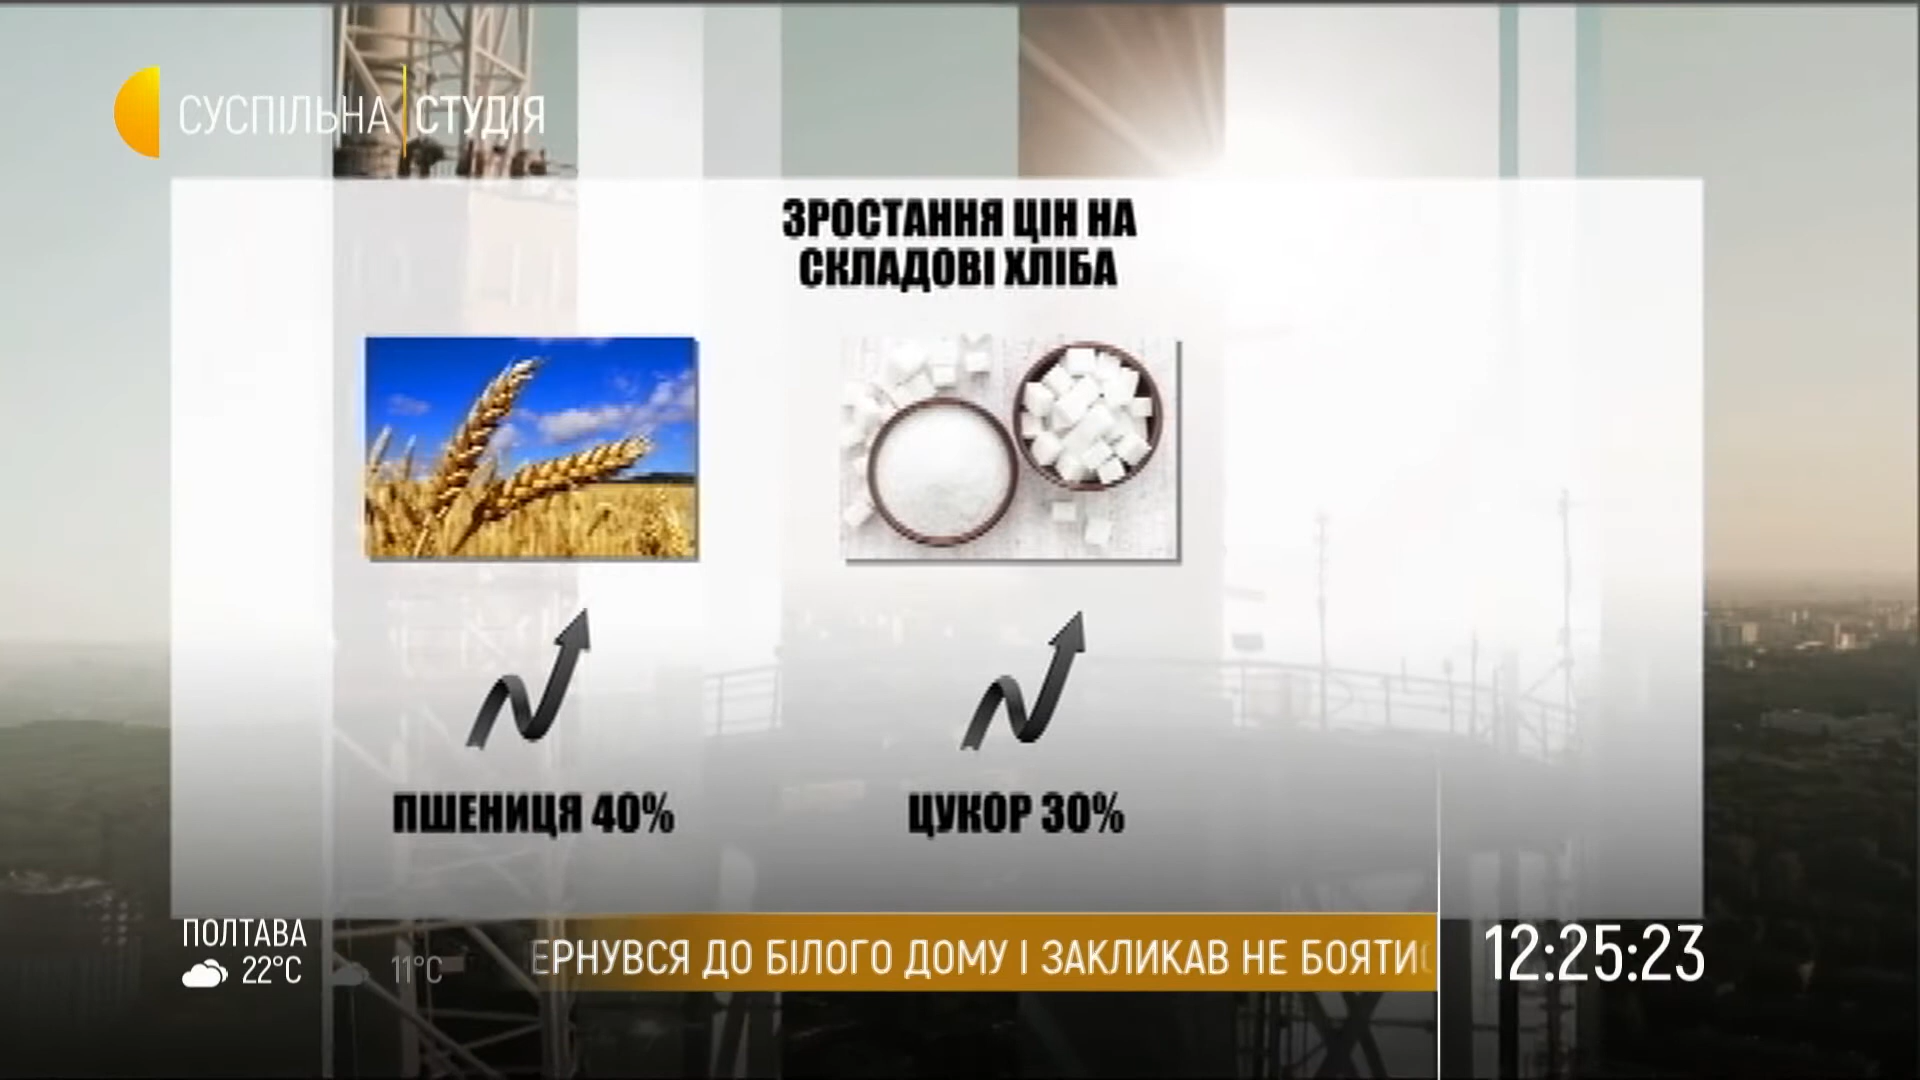 СУСПІЛЬНА СТУДІЯ
ЗРОСТАННЯ ЦІН НА
СКЛАДОВІ ХЛІБА
ПШЕНИЦЯ 40%
ЦУКОР 30%
ПОЛТАВА
22°C 11°C
ЕРНУВСЯ ДО БІЛОГО ДОМУ І ЗАКЛИКАВ НЕ БОЯТИС
12:25:23